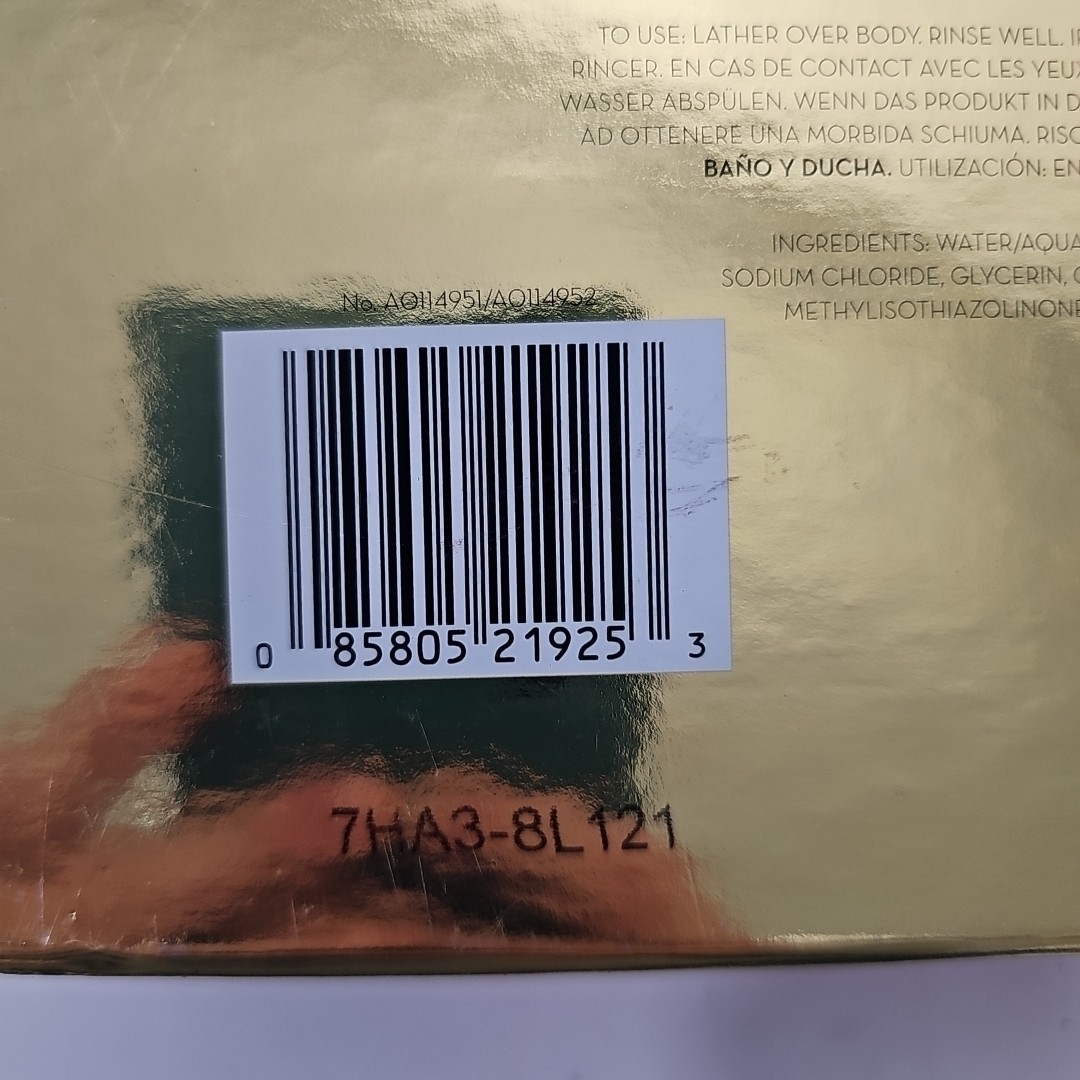 TO USE: LATHER OVER BODY. RINSE WELL.
RINCER. EN CAS DE CONTACT AVEC LES YEUX
WASSER ABSPÜLEN. WENN DAS PRODUKT IN
AD OTTENERE UNA MORBIDA SCHIUMA.
BAÑO Y DUCHA. UTILIZACIÓN: EN
INGREDIENTS: WATER/AQUA
SODIUM CHLORIDE, GLYCERIN,
METHYLISOTHIAZOLINONE
No. AO114951/AO114952
0 85805 21925 3
7HA3-8L121